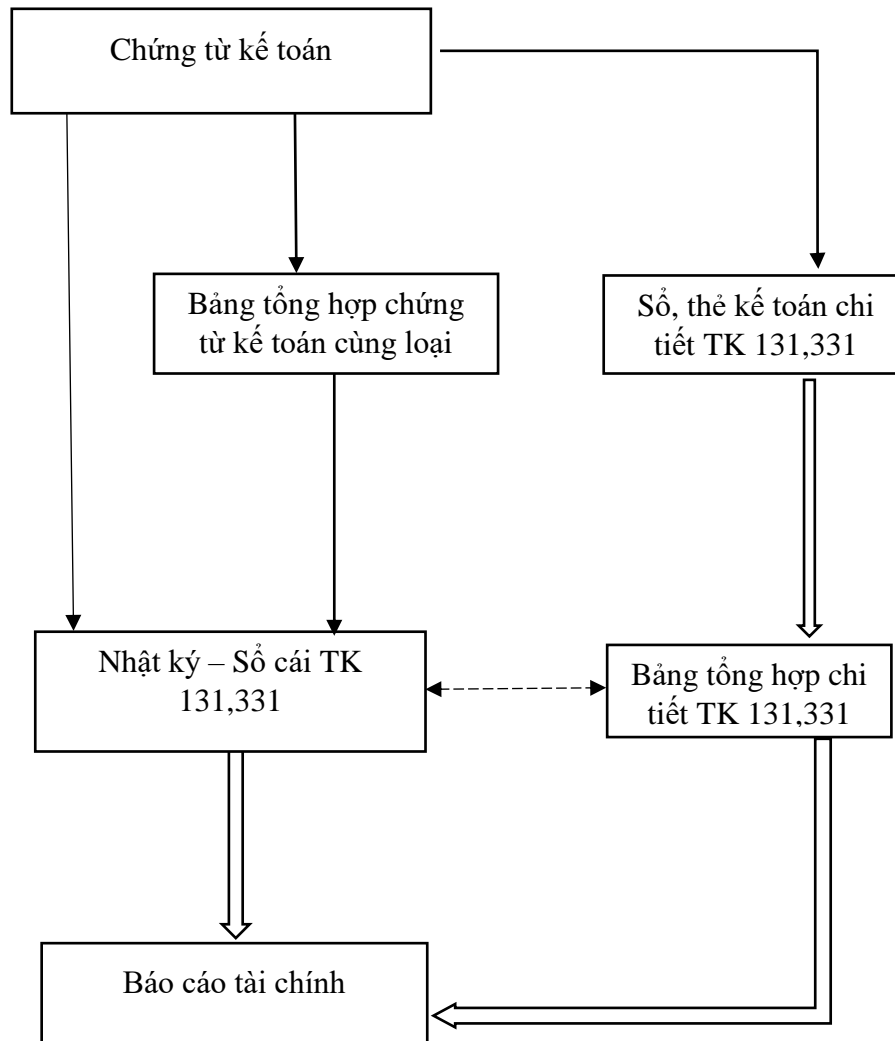 Chứng từ kế toán
Bảng tổng hợp chứng
từ kế toán cùng loại
Sổ, thẻ kế toán chi
tiết TK 131,331
Nhật ký – Sổ cái TK
131,331
Bảng tổng hợp chi
tiết TK 131,331
Báo cáo tài chính